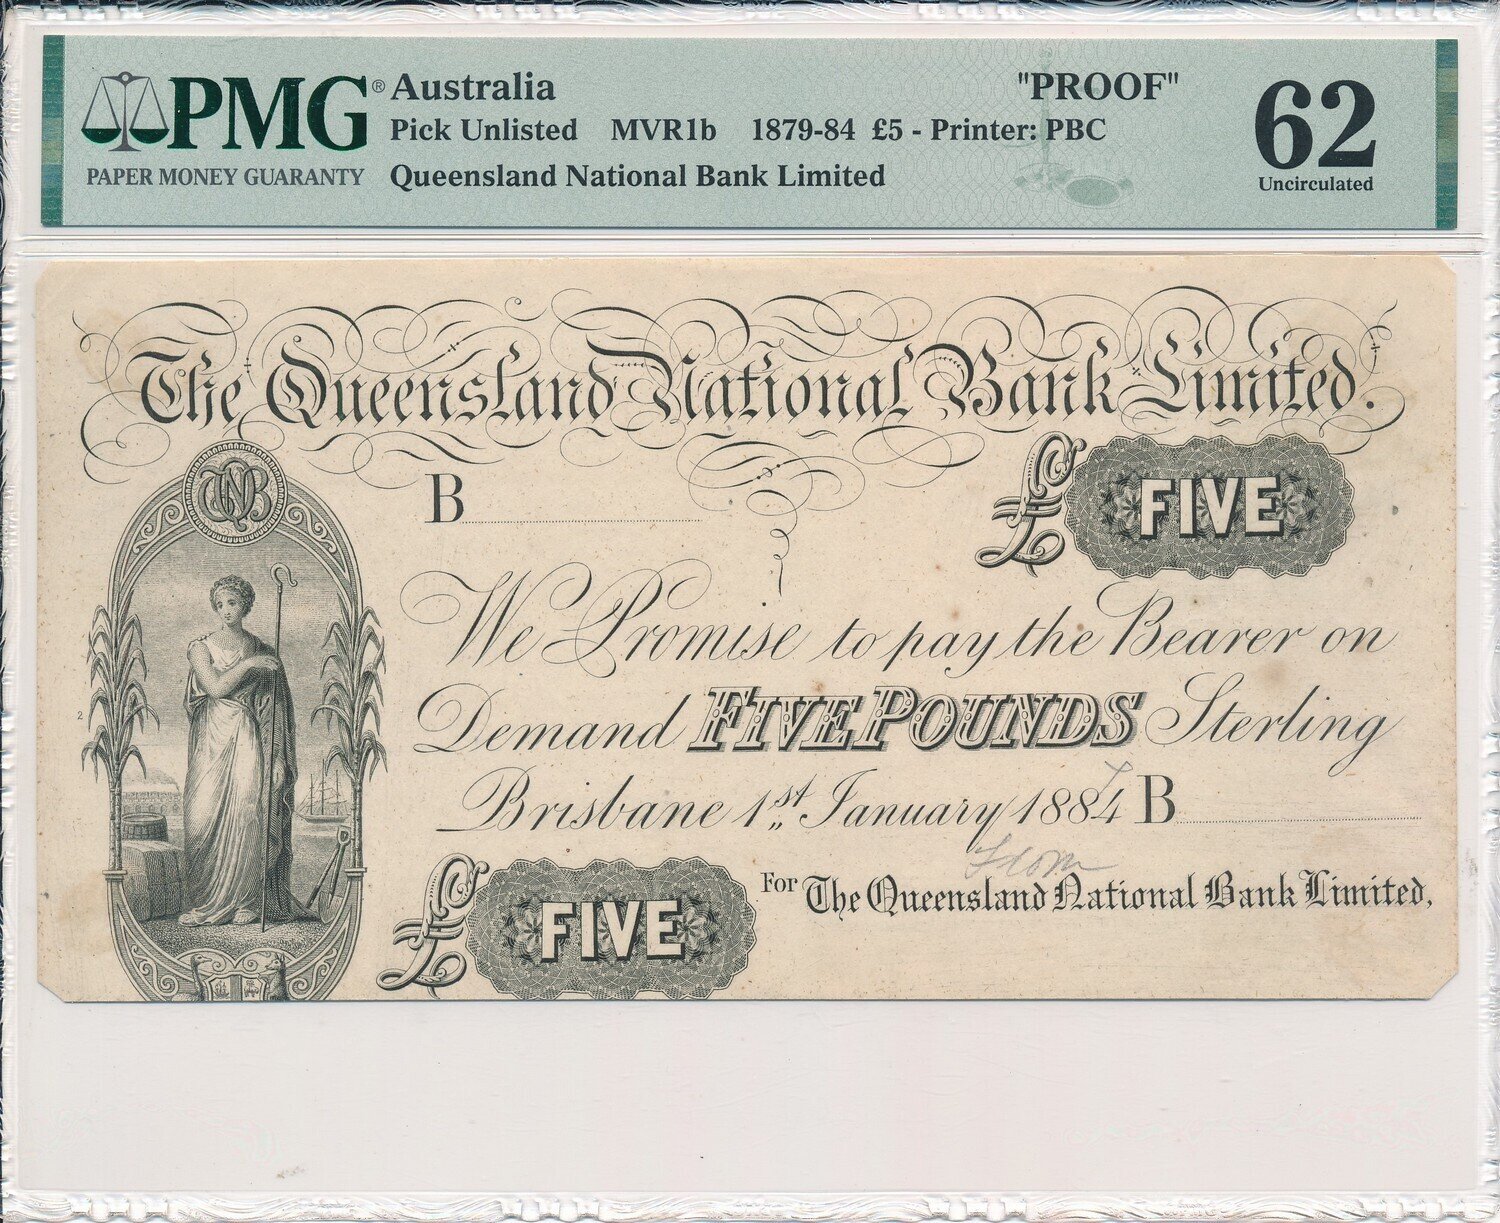 PMG® Australia "PROOF" 62
Pick Unlisted MVR1b 1879-84 £5 - Printer: PBC
PAPER MONEY GUARANTY Queensland National Bank Limited Uncirculated
The Queensland National Bank Limited.
QNB
B
£ FIVE
We Promise to pay the Bearer on
2
Demand FIVE POUNDS Sterling
Brisbane 1st January 1884 B
For The Queensland National Bank Limited,
£ FIVE